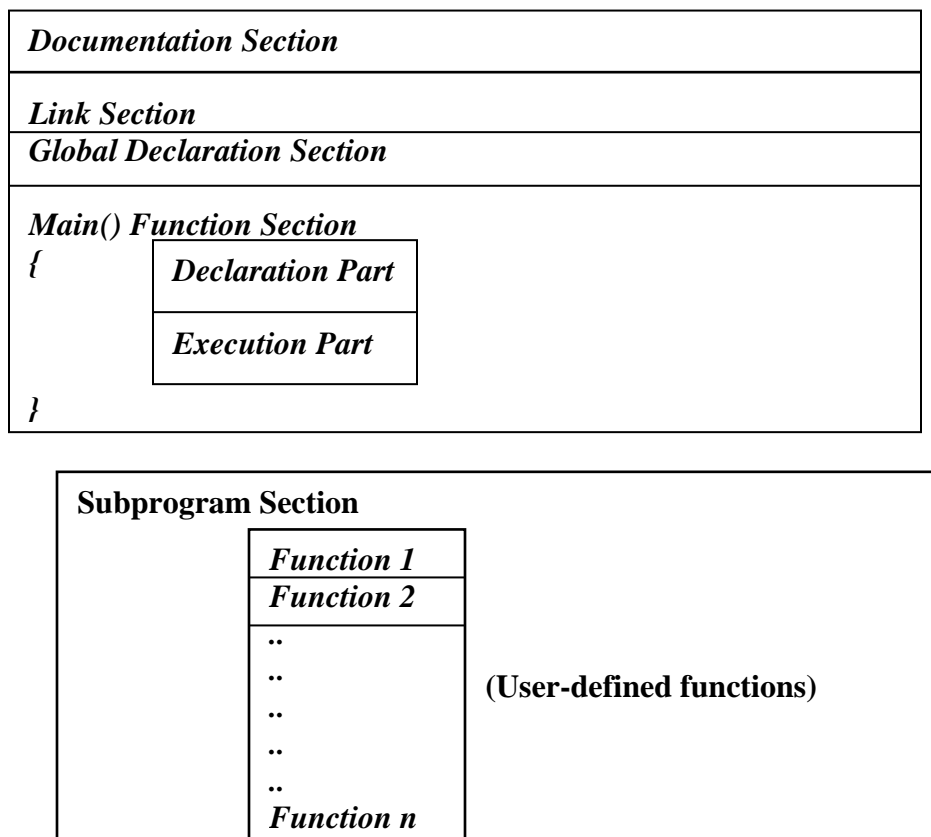 Documentation Section
Link Section
Global Declaration Section
Main() Function Section
{
Declaration Part
Execution Part
}
Subprogram Section
Function 1
Function 2
..
..
(User-defined functions)
..
..
..
Function n